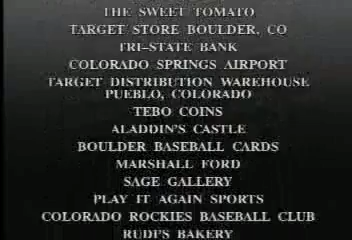 THE SWEET TOMATO
TARGET STORE BOULDER, CO
TRI-STATE BANK
COLORADO SPRINGS AIRPORT
TARGET DISTRIBUTION WAREHOUSE
PUEBLO, COLORADO
TEBO COINS
ALADDIN'S CASTLE
BOULDER BASEBALL CARDS
MARSHALL FORD
SAGE GALLERY
PLAY IT AGAIN SPORTS
COLORADO ROCKIES BASEBALL CLUB
RUDI'S BAKERY